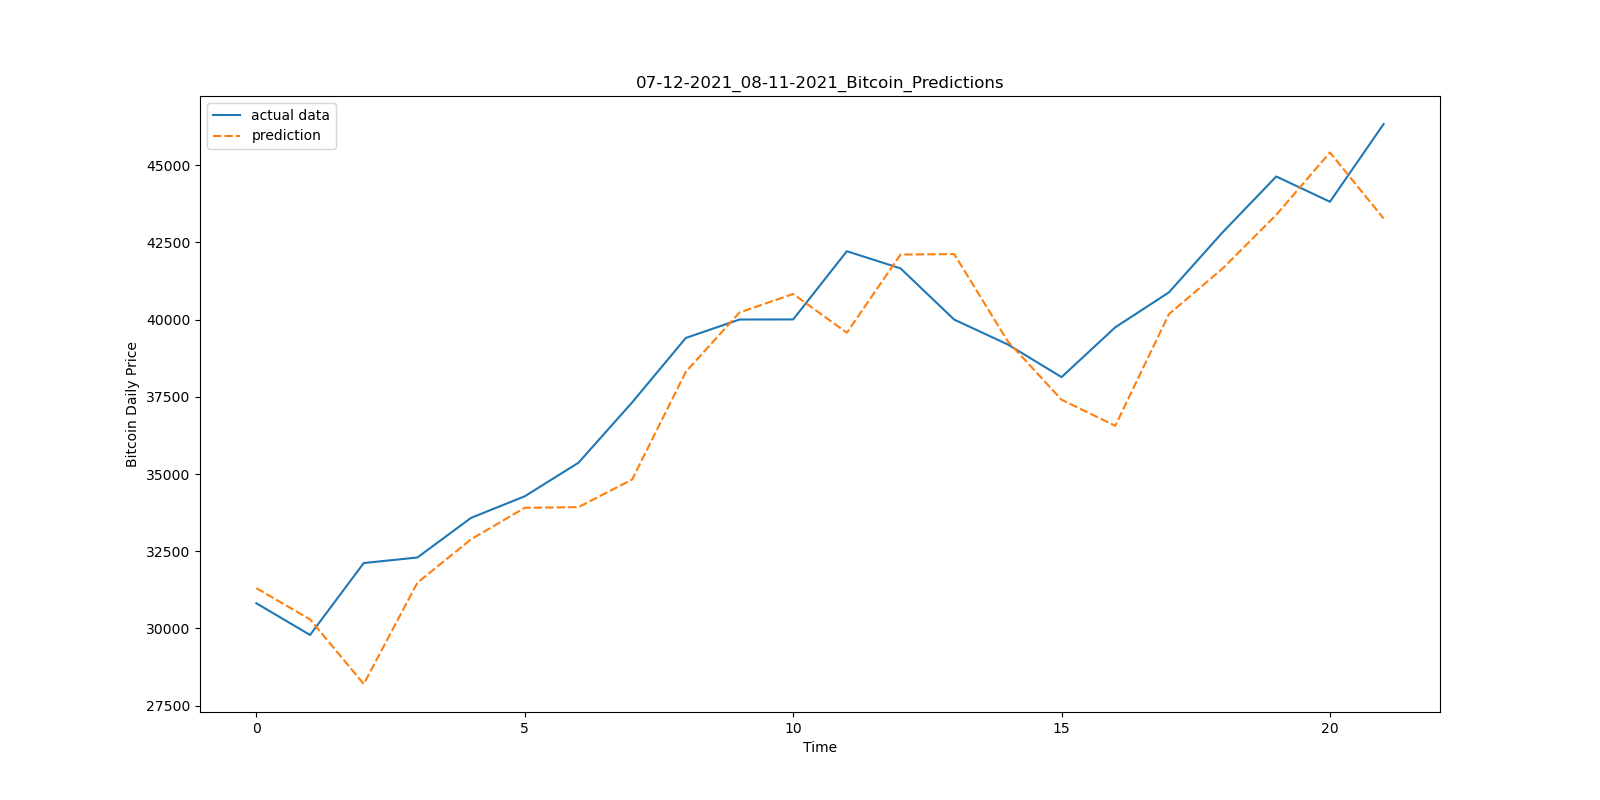 07-12-2021_08-11-2021_Bitcoin_Predictions
actual data
prediction
Bitcoin Daily Price
45000
42500
40000
37500
35000
32500
30000
27500
0 5 10 15 20
Time